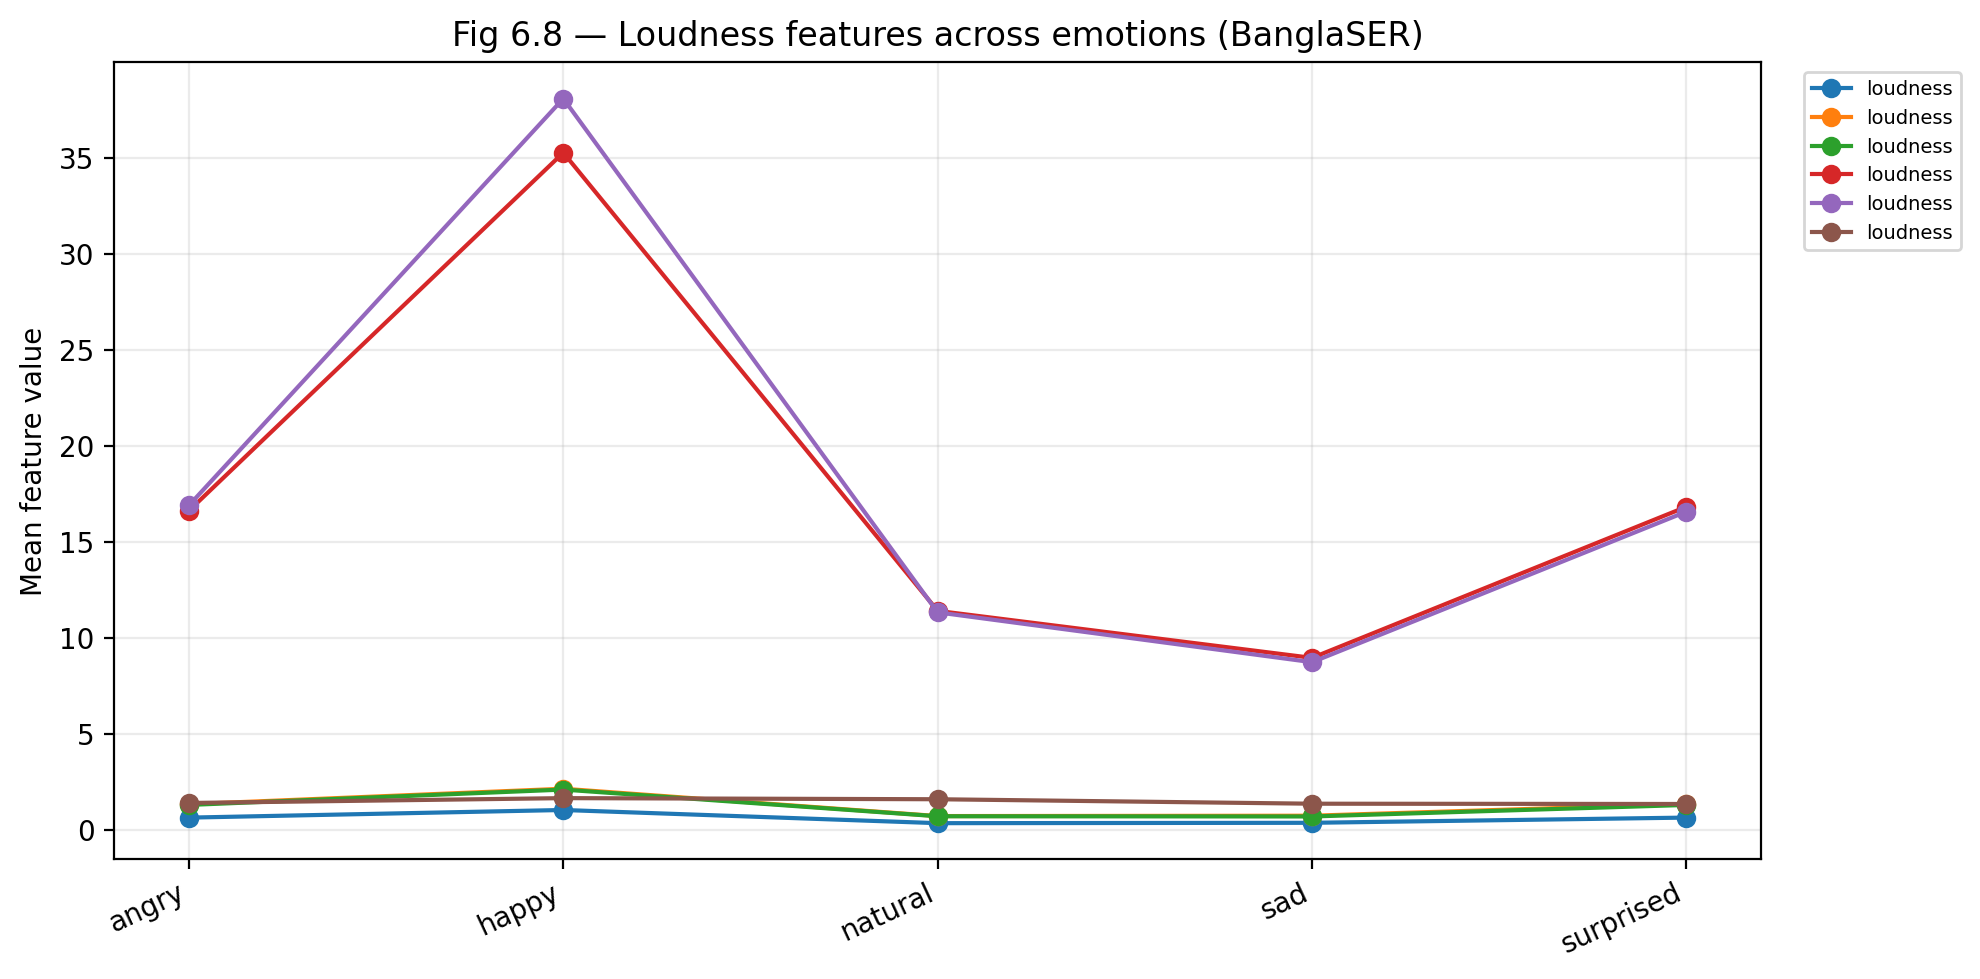 Fig 6.8 — Loudness features across emotions (BanglaSER)
loudness
loudness
loudness
loudness
loudness
loudness
Mean feature value
35
30
25
20
15
10
5
0
angry
happy
natural
sad
surprised